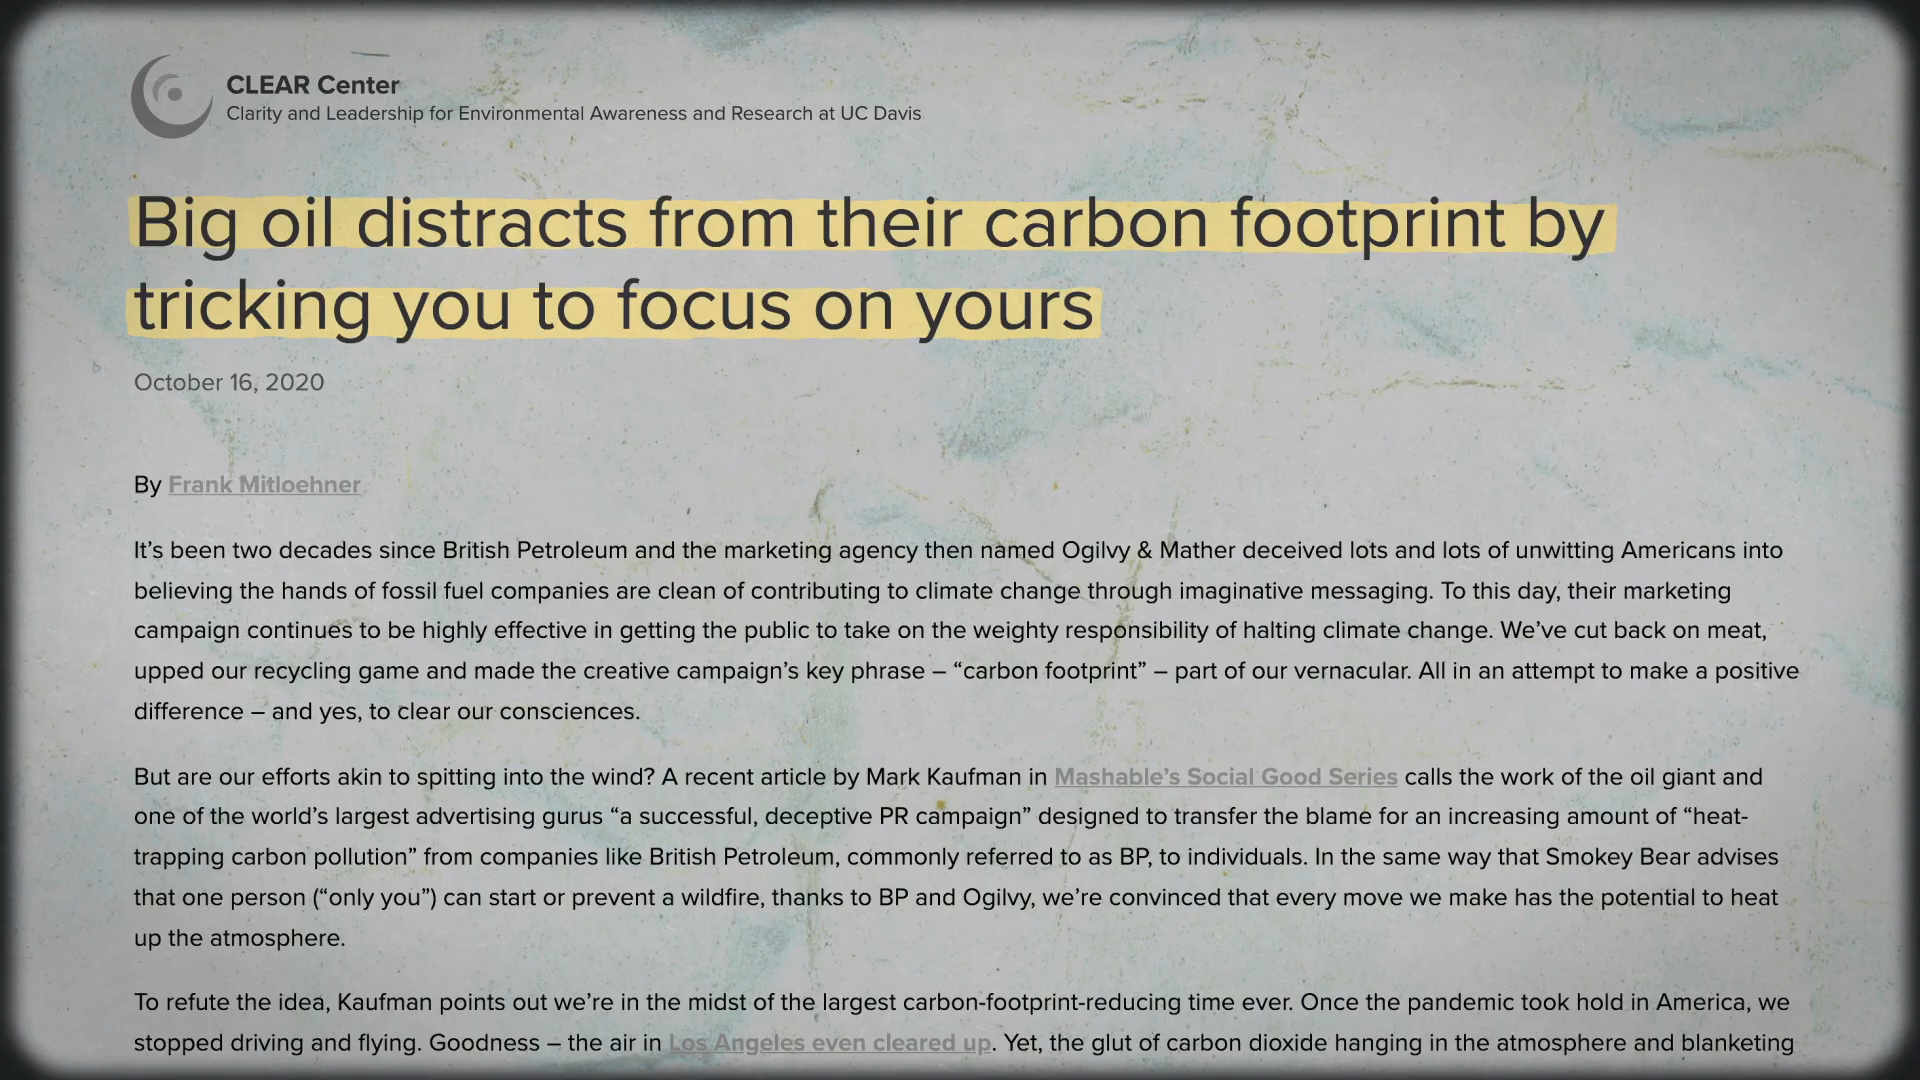 CLEAR Center
Clarity and Leadership for Environmental Awareness and Research at UC Davis
Big oil distracts from their carbon footprint by
tricking you to focus on yours
October 16, 2020
By Frank Mitloehner
It’s been two decades since British Petroleum and the marketing agency then named Ogilvy & Mather deceived lots and lots of unwitting Americans into
believing the hands of fossil fuel companies are clean of contributing to climate change through imaginative messaging. To this day, their marketing
campaign continues to be highly effective in getting the public to take on the weighty responsibility of halting climate change. We’ve cut back on meat,
upped our recycling game and made the creative campaign’s key phrase – “carbon footprint” – part of our vernacular. All in an attempt to make a positive
difference – and yes, to clear our consciences.
But are our efforts akin to spitting into the wind? A recent article by Mark Kaufman in Mashable’s Social Good Series calls the work of the oil giant and
one of the world’s largest advertising gurus “a successful, deceptive PR campaign” designed to transfer the blame for an increasing amount of “heat-
trapping carbon pollution” from companies like British Petroleum, commonly referred to as BP, to individuals. In the same way that Smokey Bear advises
that one person (“only you”) can start or prevent a wildfire, thanks to BP and Ogilvy, we’re convinced that every move we make has the potential to heat
up the atmosphere.
To refute the idea, Kaufman points out we’re in the midst of the largest carbon-footprint-reducing time ever. Once the pandemic took hold in America, we
stopped driving and flying. Goodness – the air in Los Angeles even cleared up. Yet, the glut of carbon dioxide hanging in the atmosphere and blanketing